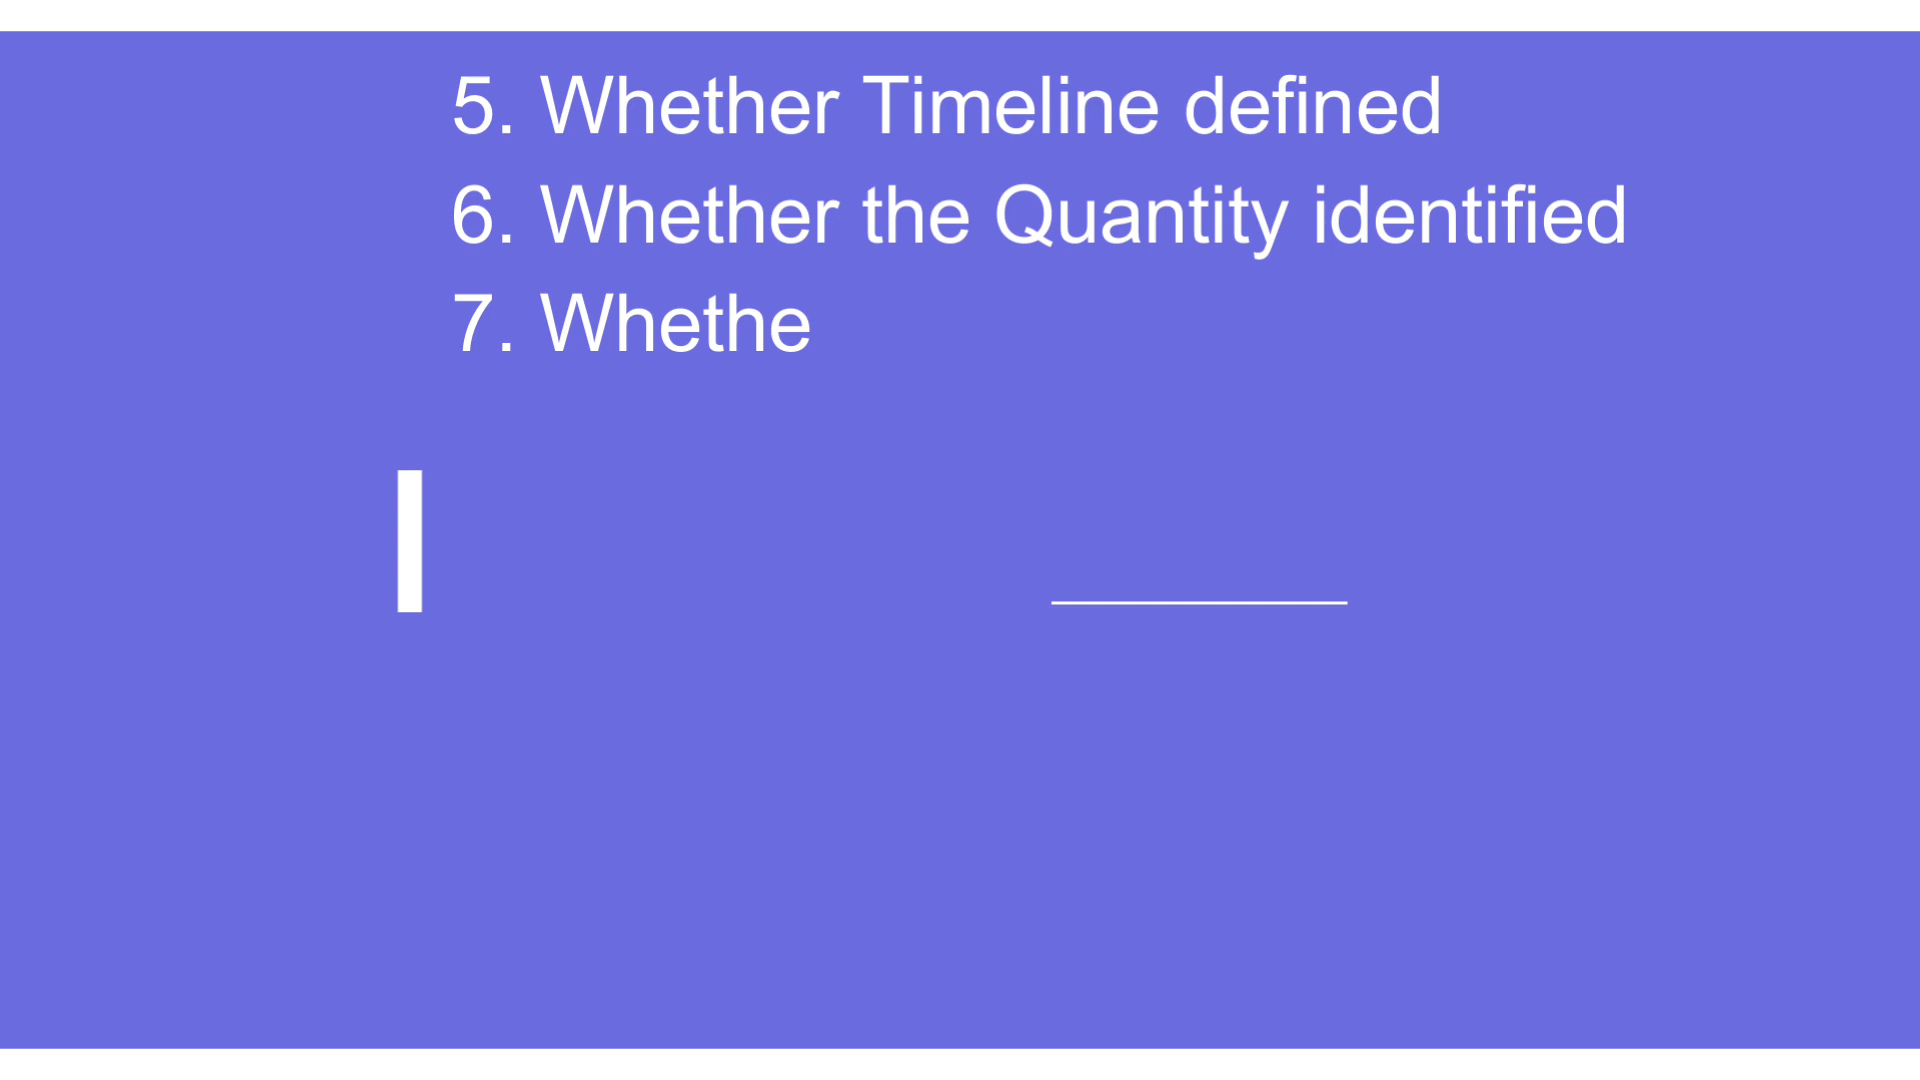 5. Whether Timeline defined
6. Whether the Quantity identified
7. Whethe